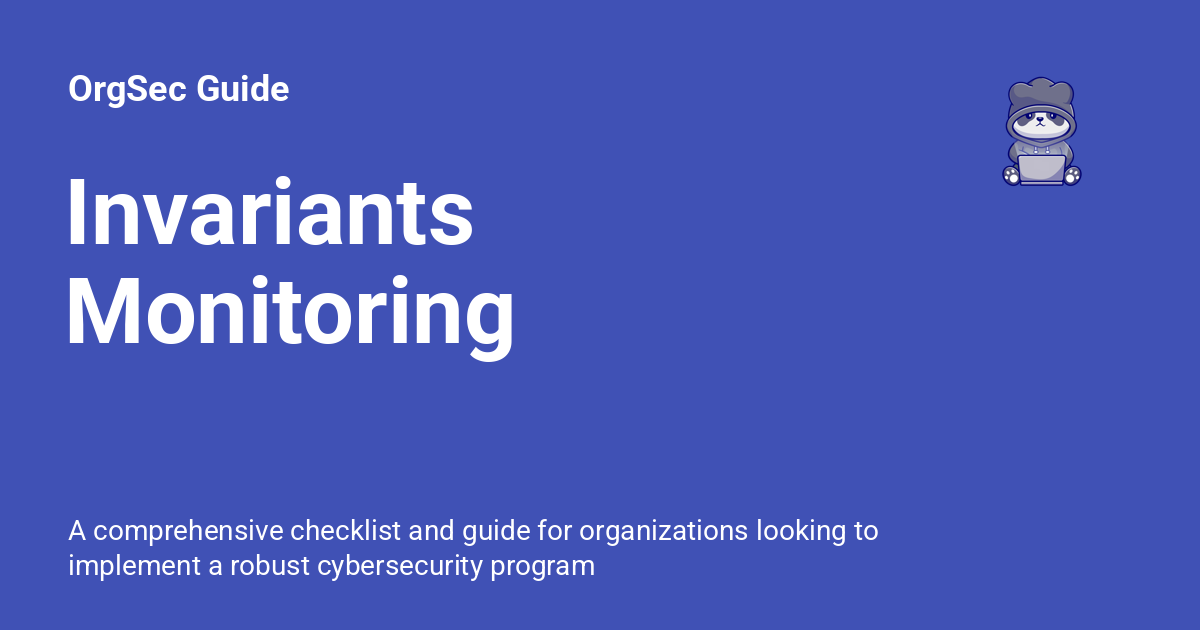 OrgSec Guide
Invariants
Monitoring
A comprehensive checklist and guide for organizations looking to
implement a robust cybersecurity program